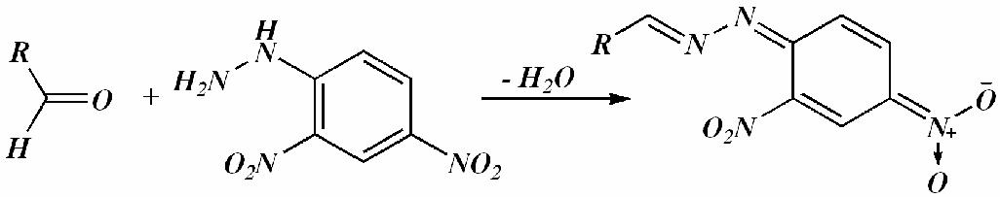 R
H
O
+
H₂N
H
N
O₂N
NO₂
- H₂O
R
N
N
O₂N
N+
Ō
O